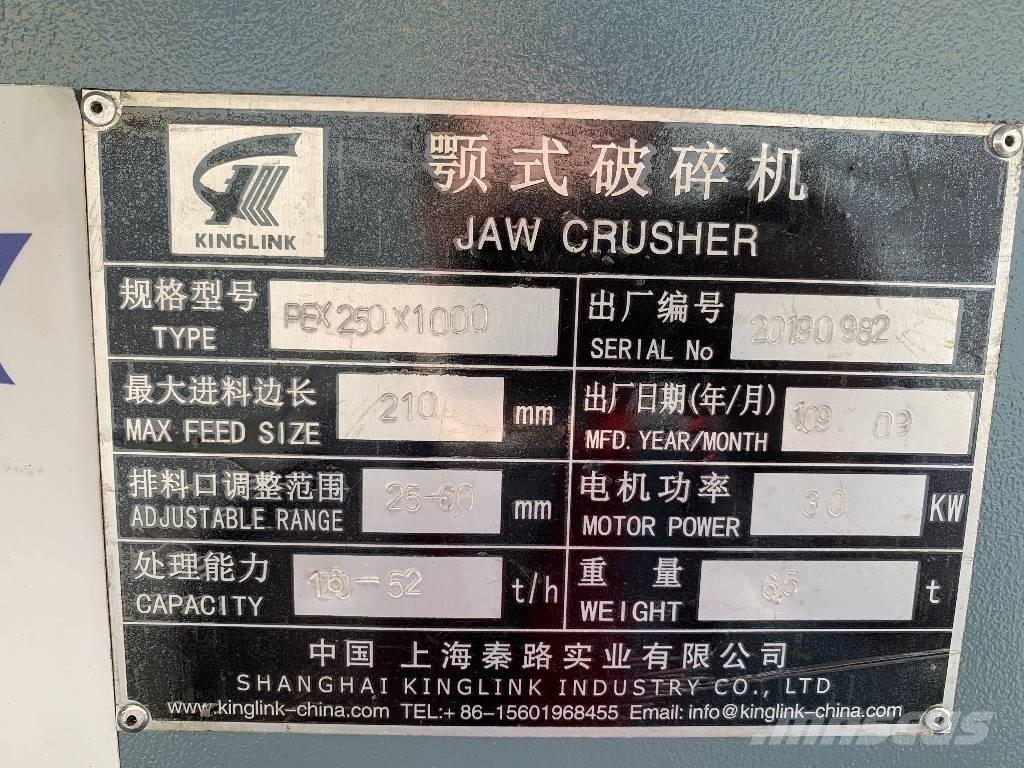 KINGLINK
颚式破碎机
JAW CRUSHER
规格型号
TYPE
PEX250X1000
出厂编号
SERIAL No
20190982
最大进料边长
MAX FEED SIZE
210
mm
出厂日期(年/月)
MFD. YEAR/MONTH
09
排料口调整范围
ADJUSTABLE RANGE
25-60
mm
电机功率
MOTOR POWER
30
KW
处理能力
CAPACITY
16-52
t/h
重 量
WEIGHT
6.5
t
中国 上海秦路实业有限公司
SHANGHAI KINGLINK INDUSTRY CO., LTD
www.kinglink-china.com TEL:+ 86-15601968455 Email: info@kinglink-china.com
Mascus